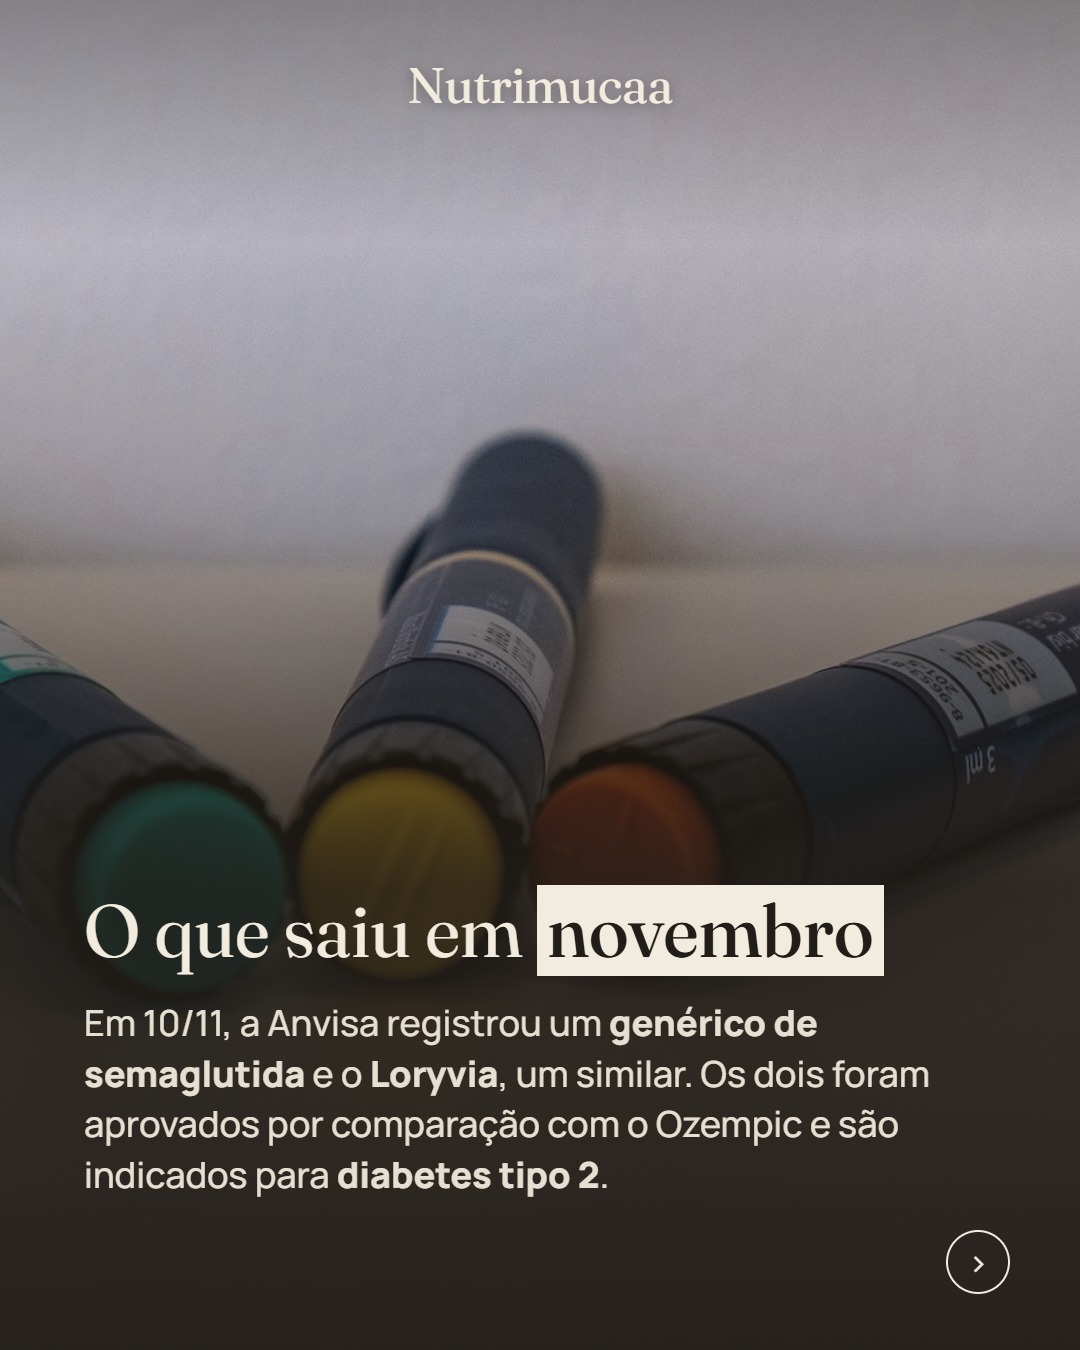 Nutrimucaa
3 ml
O que saiu em novembro
Em 10/11, a Anvisa registrou um genérico de
semaglutida e o Loryvia, um similar. Os dois foram
aprovados por comparação com o Ozempic e são
indicados para diabetes tipo 2.